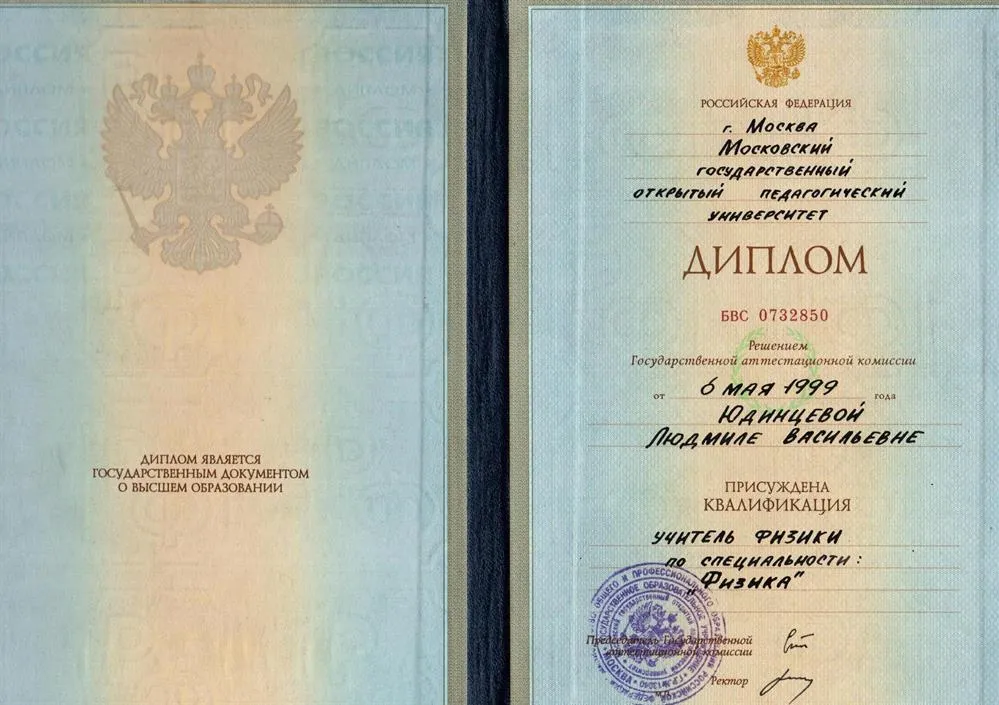 ДИПЛОМ ЯВЛЯЕТСЯ
ГОСУДАРСТВЕННЫМ ДОКУМЕНТОМ
О ВЫСШЕМ ОБРАЗОВАНИИ
РОССИЙСКАЯ ФЕДЕРАЦИЯ
г. Москва
Московский
государственный
открытый педагогический
университет
ДИПЛОМ
БВС 0732850
Решением
Государственной аттестационной комиссии
от 6 мая 1999 года
Юдинцевой
Людмиле Васильевне
ПРИСУЖДЕНА
КВАЛИФИКАЦИЯ
учитель физики
по специальности:
„Физика"
Председатель Государственной
аттестационной комиссии
Ректор